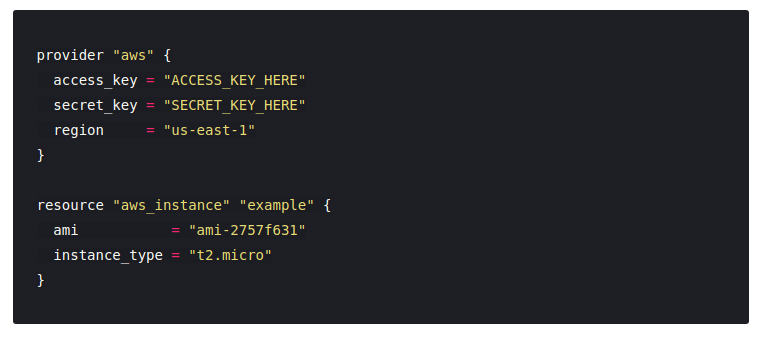 provider "aws" {
  access_key = "ACCESS_KEY_HERE"
  secret_key = "SECRET_KEY_HERE"
  region     = "us-east-1"
}

resource "aws_instance" "example" {
  ami           = "ami-2757f631"
  instance_type = "t2.micro"
}